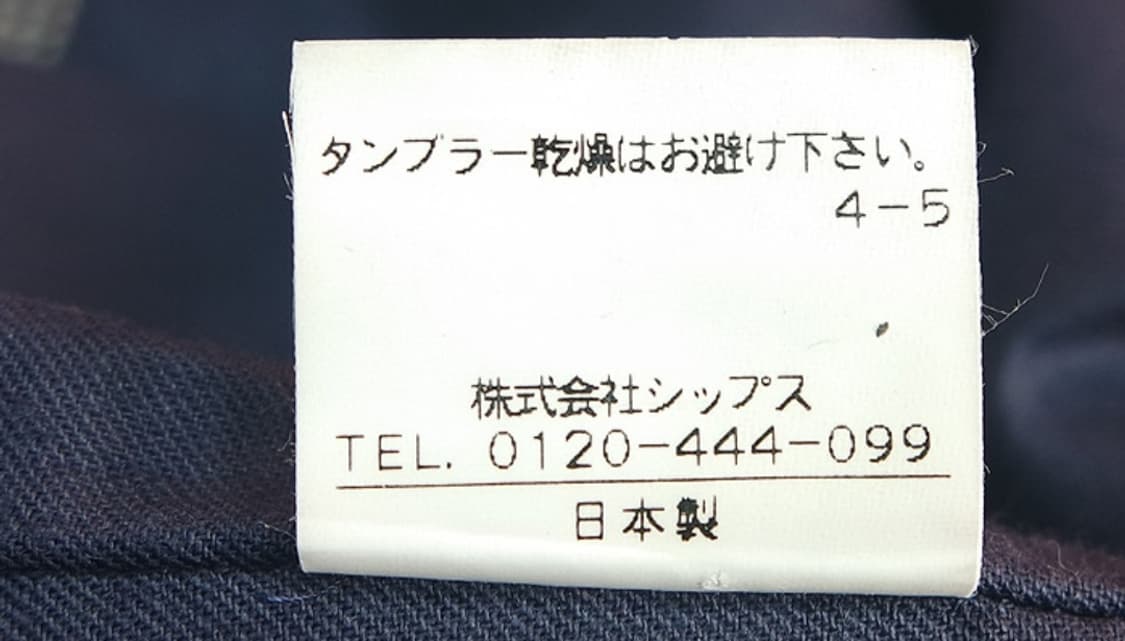 タンブラー乾燥はお避け下さい。
4-5
株式会社シップス
TEL. 0120-444-099
日本製